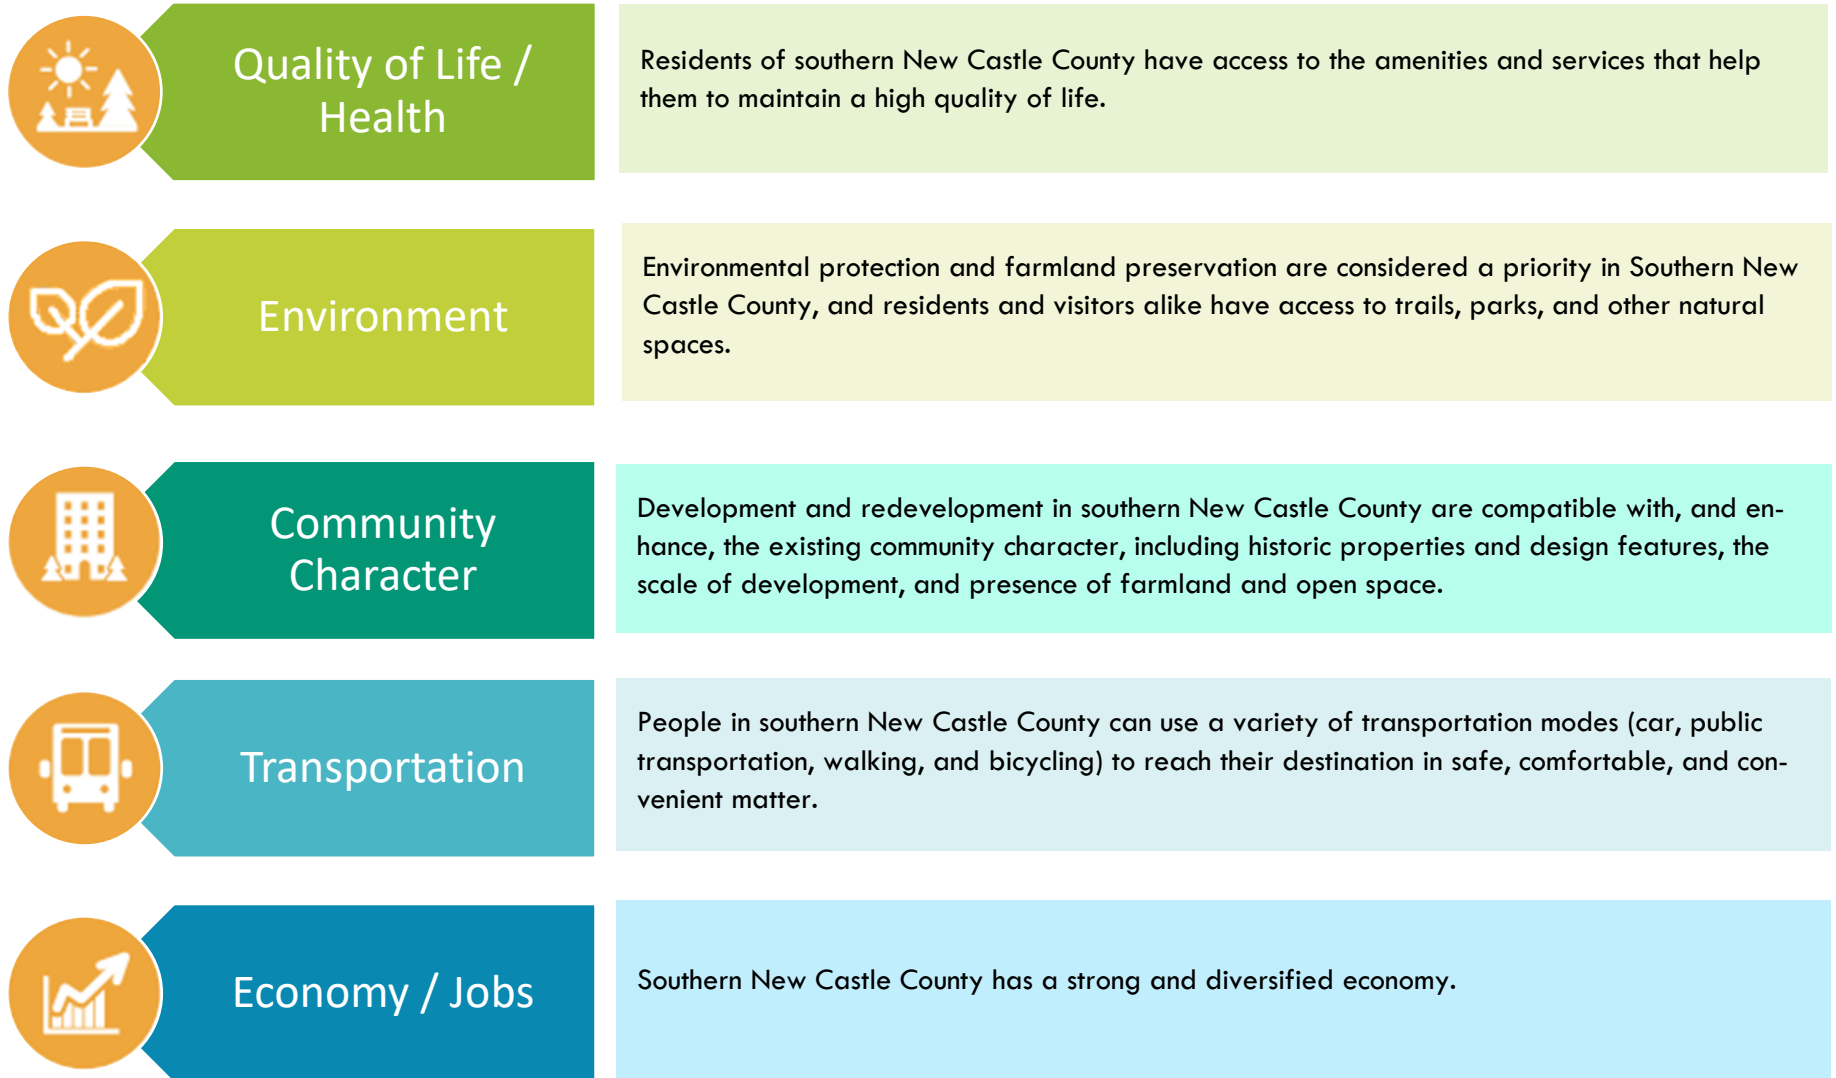 Quality of Life /
Health
Residents of southern New Castle County have access to the amenities and services that help
them to maintain a high quality of life.
Environment
Environmental protection and farmland preservation are considered a priority in Southern New
Castle County, and residents and visitors alike have access to trails, parks, and other natural
spaces.
Community
Character
Development and redevelopment in southern New Castle County are compatible with, and en-
hance, the existing community character, including historic properties and design features, the
scale of development, and presence of farmland and open space.
Transportation
People in southern New Castle County can use a variety of transportation modes (car, public
transportation, walking, and bicycling) to reach their destination in safe, comfortable, and con-
venient matter.
Economy / Jobs
Southern New Castle County has a strong and diversified economy.